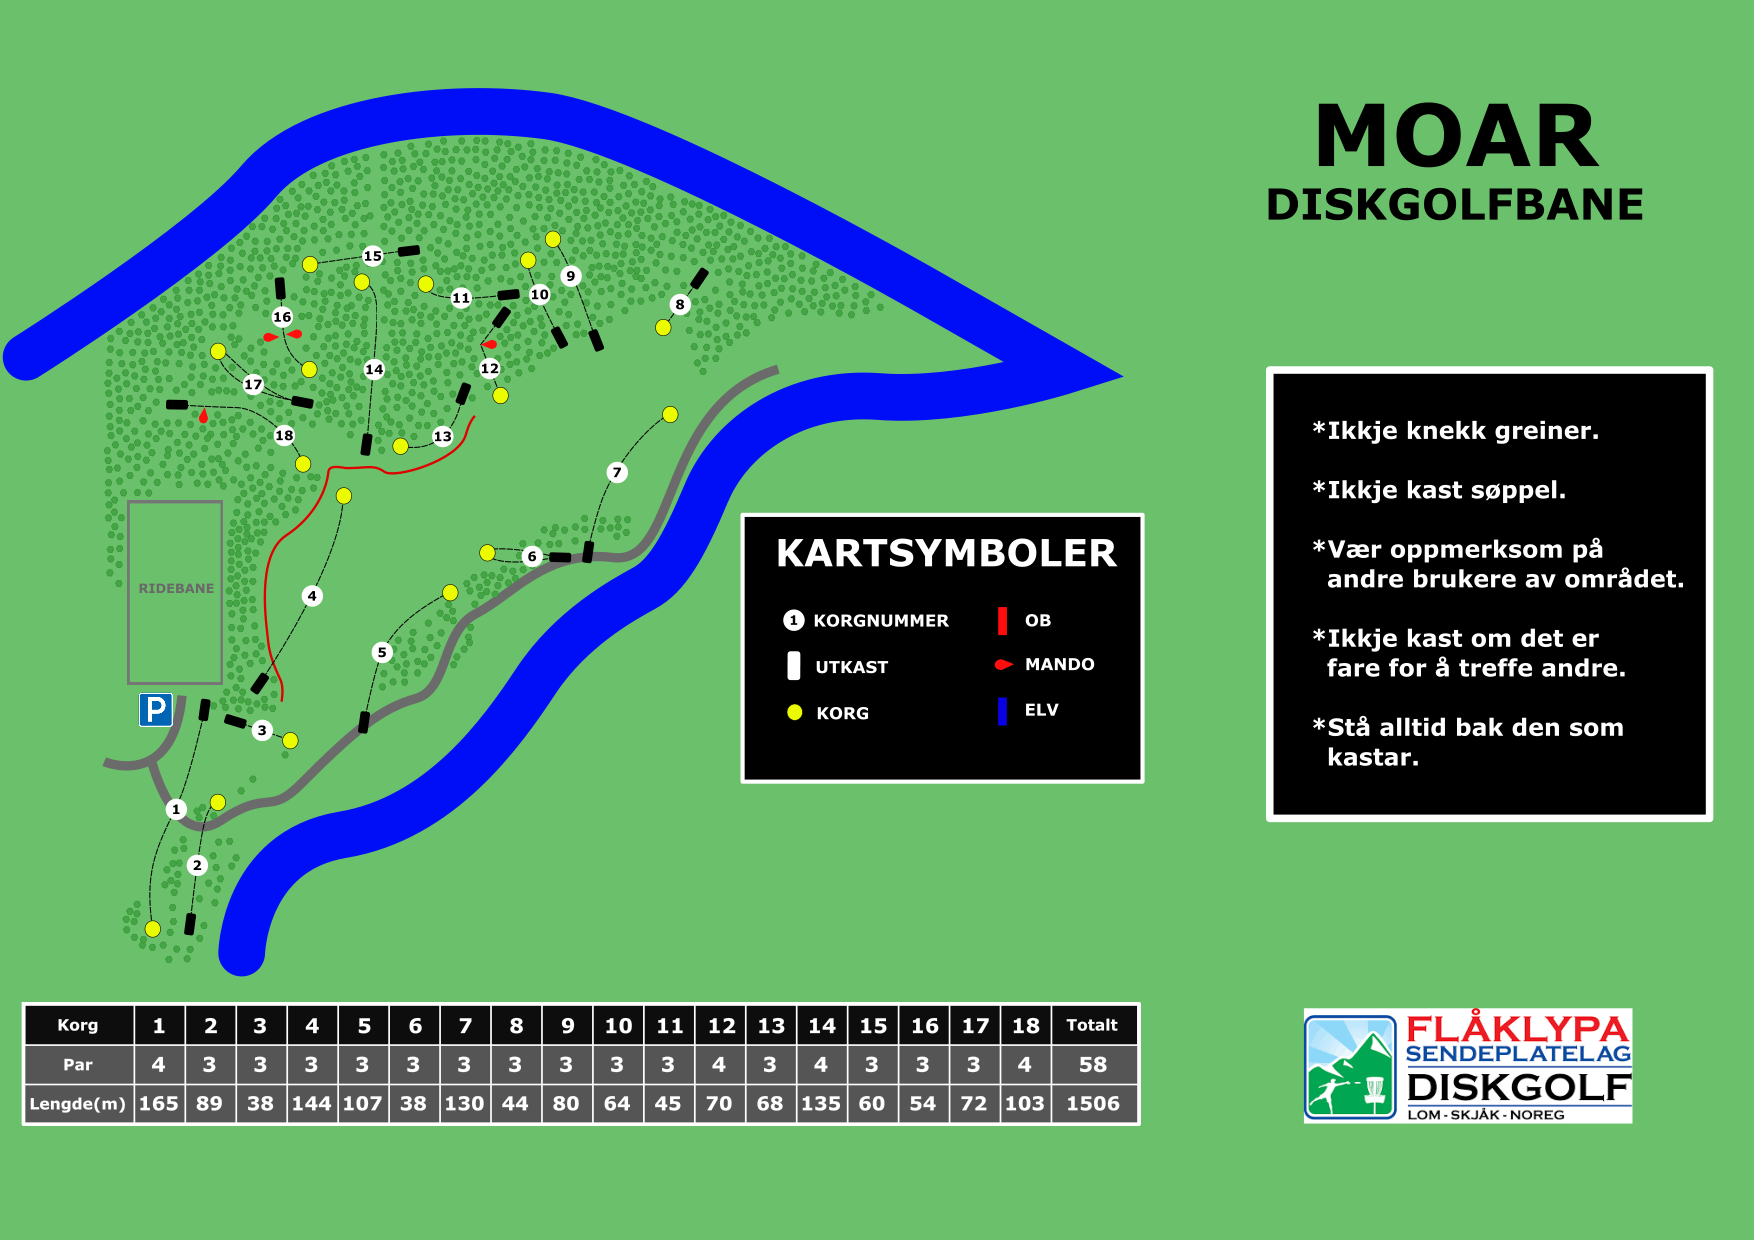 MOAR
DISKGOLFBANE
15
9
16
11
10
8
14
12
17
18
13
7
6
RIDEBANE
4
5
P
3
1
2
KARTSYMBOLER
1 KORGNUMMER
OB
UTKAST
MANDO
KORG
ELV
*Ikkje knekk greiner.
*Ikkje kast søppel.
*Vær oppmerksom på
andre brukere av området.
*Ikkje kast om det er
fare for å treffe andre.
*Stå alltid bak den som
kastar.
Korg 1 2 3 4 5 6 7 8 9 10 11 12 13 14 15 16 17 18 Totalt
Par 4 3 3 3 3 3 3 3 3 3 3 4 3 4 3 3 3 4 58
Lengde(m) 165 89 38 144 107 38 130 44 80 64 45 70 68 135 60 54 72 103 1506
FLÅKLYPA
SENDEPLATELAG
DISKGOLF
LOM - SKJÅK - NOREG